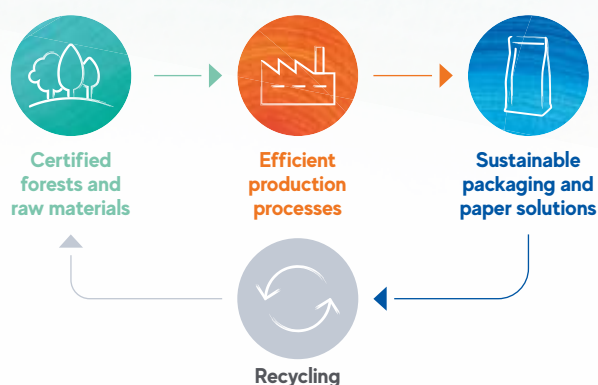 Certified
forests and
raw materials
Efficient
production
processes
Sustainable
packaging and
paper solutions
Recycling